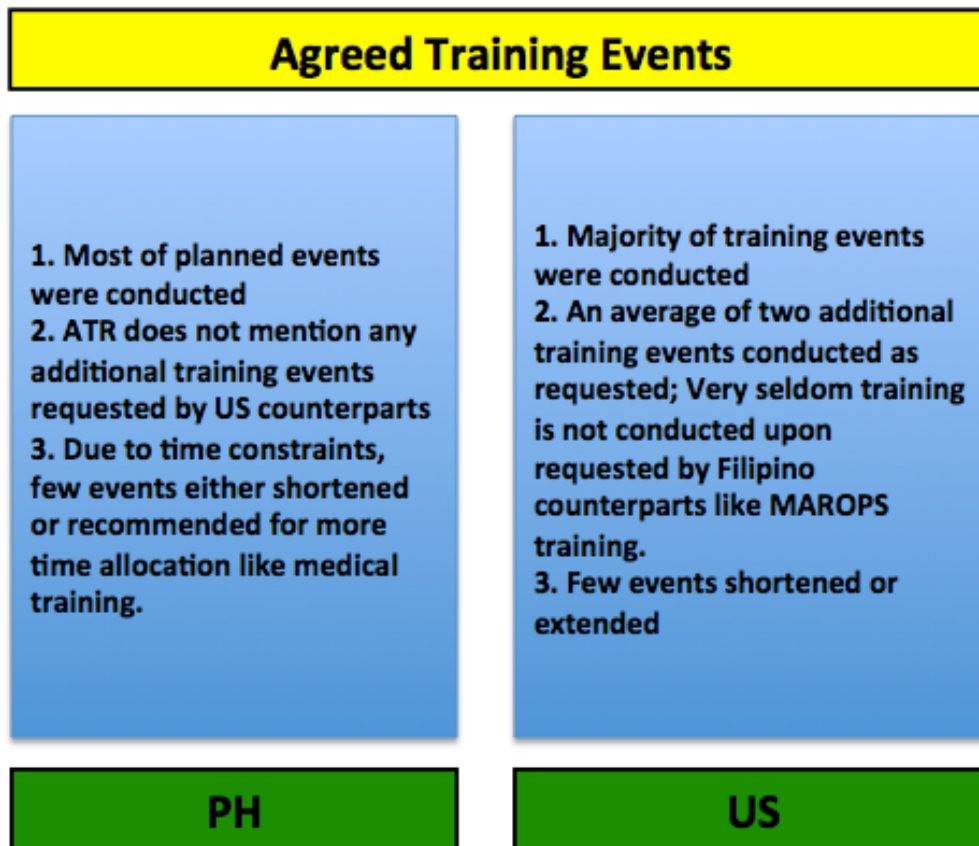 Agreed Training Events
1. Most of planned events
were conducted
2. ATR does not mention any
additional training events
requested by US counterparts
3. Due to time constraints,
few events either shortened
or recommended for more
time allocation like medical
training.
1. Majority of training events
were conducted
2. An average of two additional
training events conducted as
requested; Very seldom training
is not conducted upon
requested by Filipino
counterparts like MAROPS
training.
3. Few events shortened or
extended
PH
US